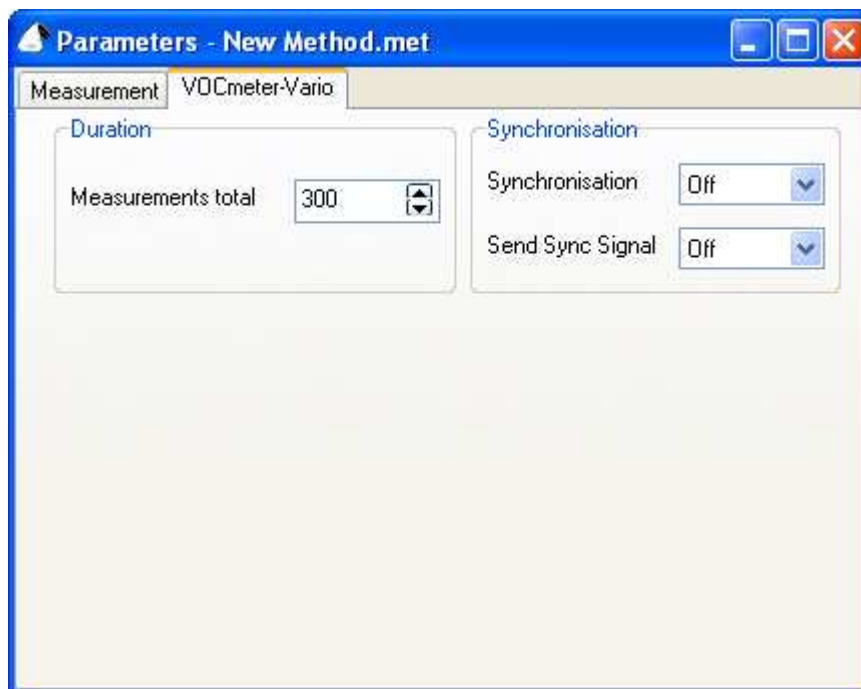 Parameters - New Method.met
Measurement VOCmeter-Vario
Duration
Measurements total 300
Synchronisation
Synchronisation Off
Send Sync Signal Off